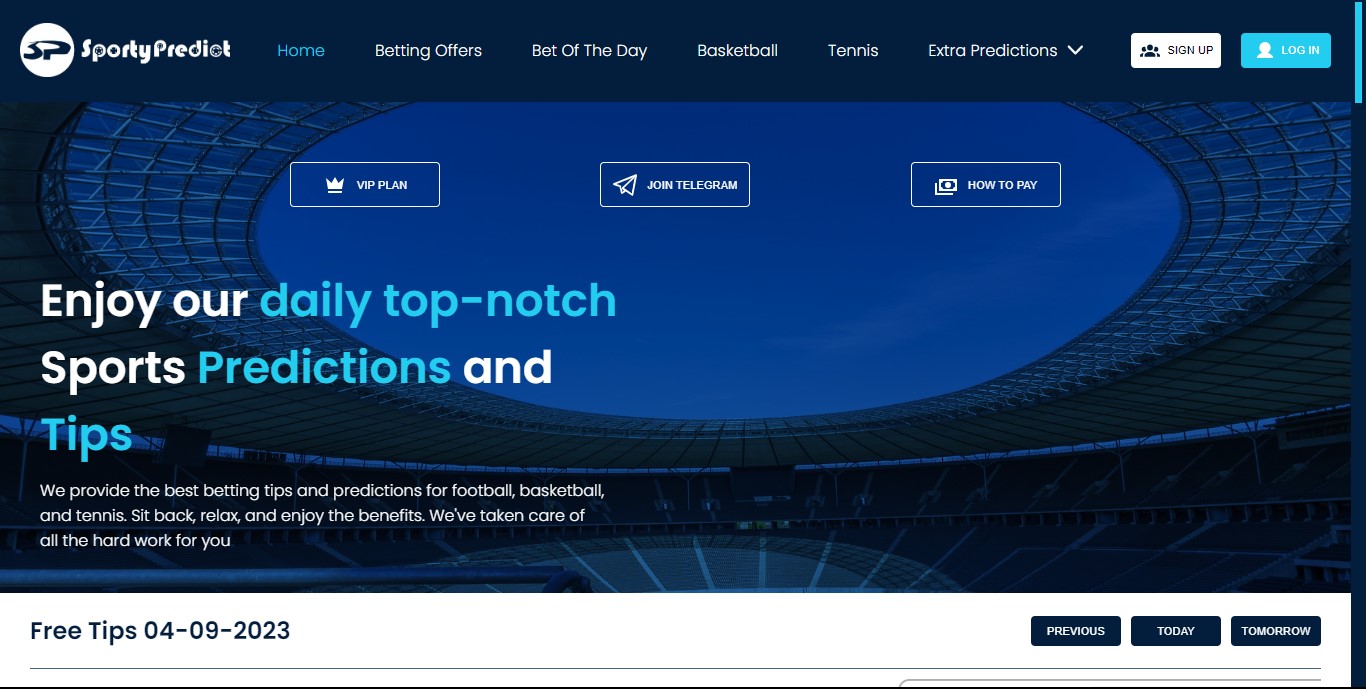 SP SportyPredict
Home
Betting Offers
Bet Of The Day
Basketball
Tennis
Extra Predictions
SIGN UP
LOG IN
VIP PLAN
JOIN TELEGRAM
HOW TO PAY
Enjoy our daily top-notch
Sports Predictions and
Tips
We provide the best betting tips and predictions for football, basketball,
and tennis. Sit back, relax, and enjoy the benefits. We've taken care of
all the hard work for you
Free Tips 04-09-2023
PREVIOUS
TODAY
TOMORROW